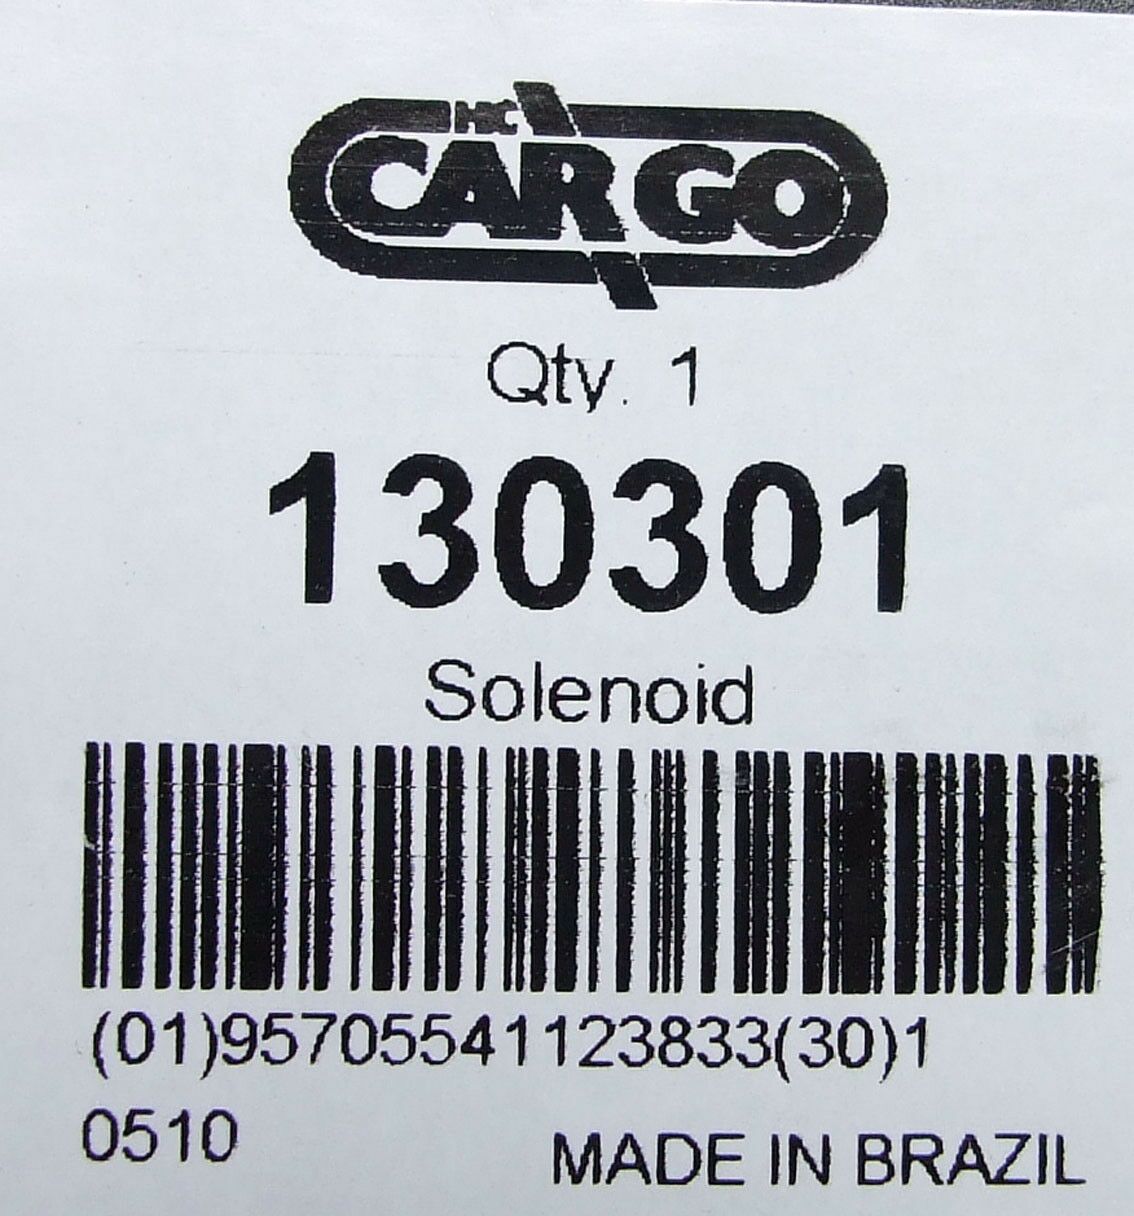 HC
CARGO
Qty. 1
130301
Solenoid
(01)95705541123833(30)1
0510
MADE IN BRAZIL